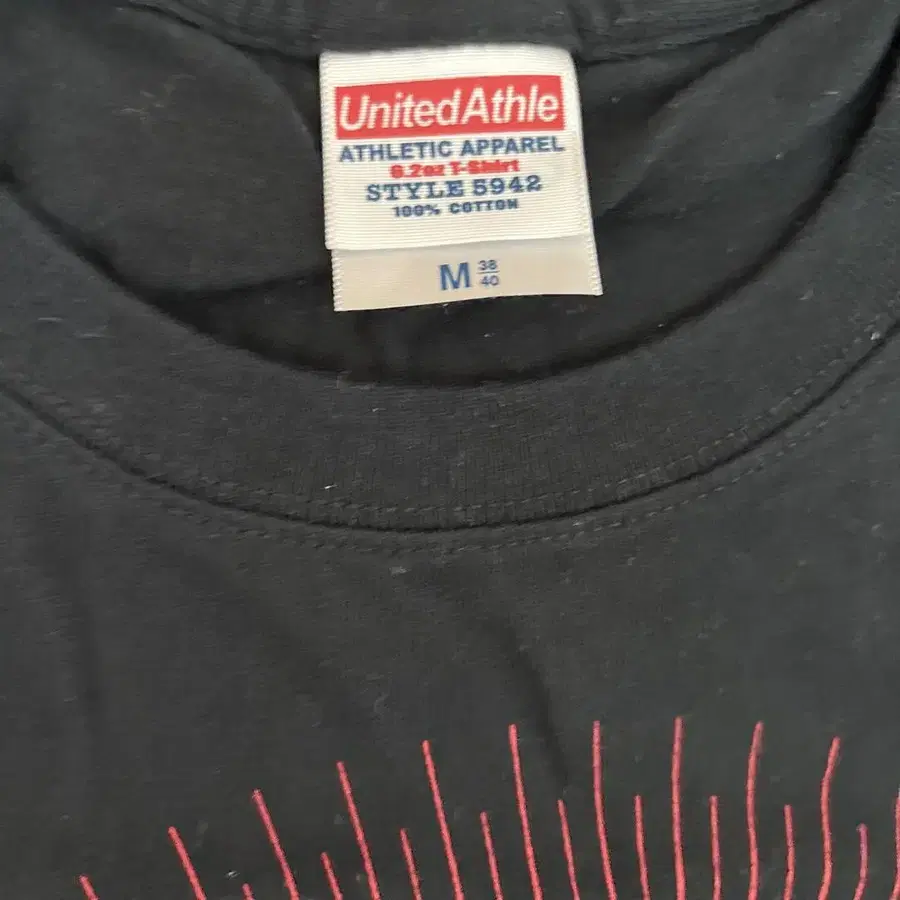 UnitedAthle
ATHLETIC APPAREL
6.2oz T-Shirt
STYLE 5942
100% COTTON
M 38/40